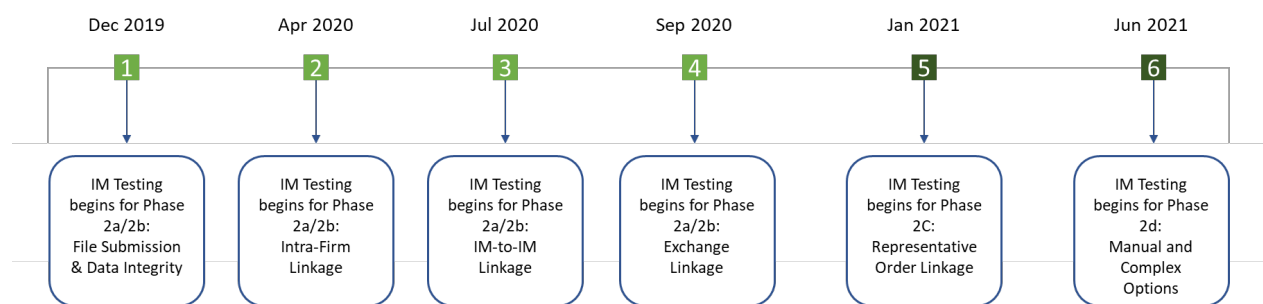 Dec 2019
Apr 2020
Jul 2020
Sep 2020
Jan 2021
Jun 2021
1
2
3
4
5
6
IM Testing
begins for Phase
2a/2b:
File Submission
& Data Integrity
IM Testing
begins for Phase
2a/2b:
Intra-Firm
Linkage
IM Testing
begins for Phase
2a/2b:
IM-to-IM
Linkage
IM Testing
begins for Phase
2a/2b:
Exchange
Linkage
IM Testing
begins for Phase
2C:
Representative
Order Linkage
IM Testing
begins for Phase
2d:
Manual and
Complex
Options